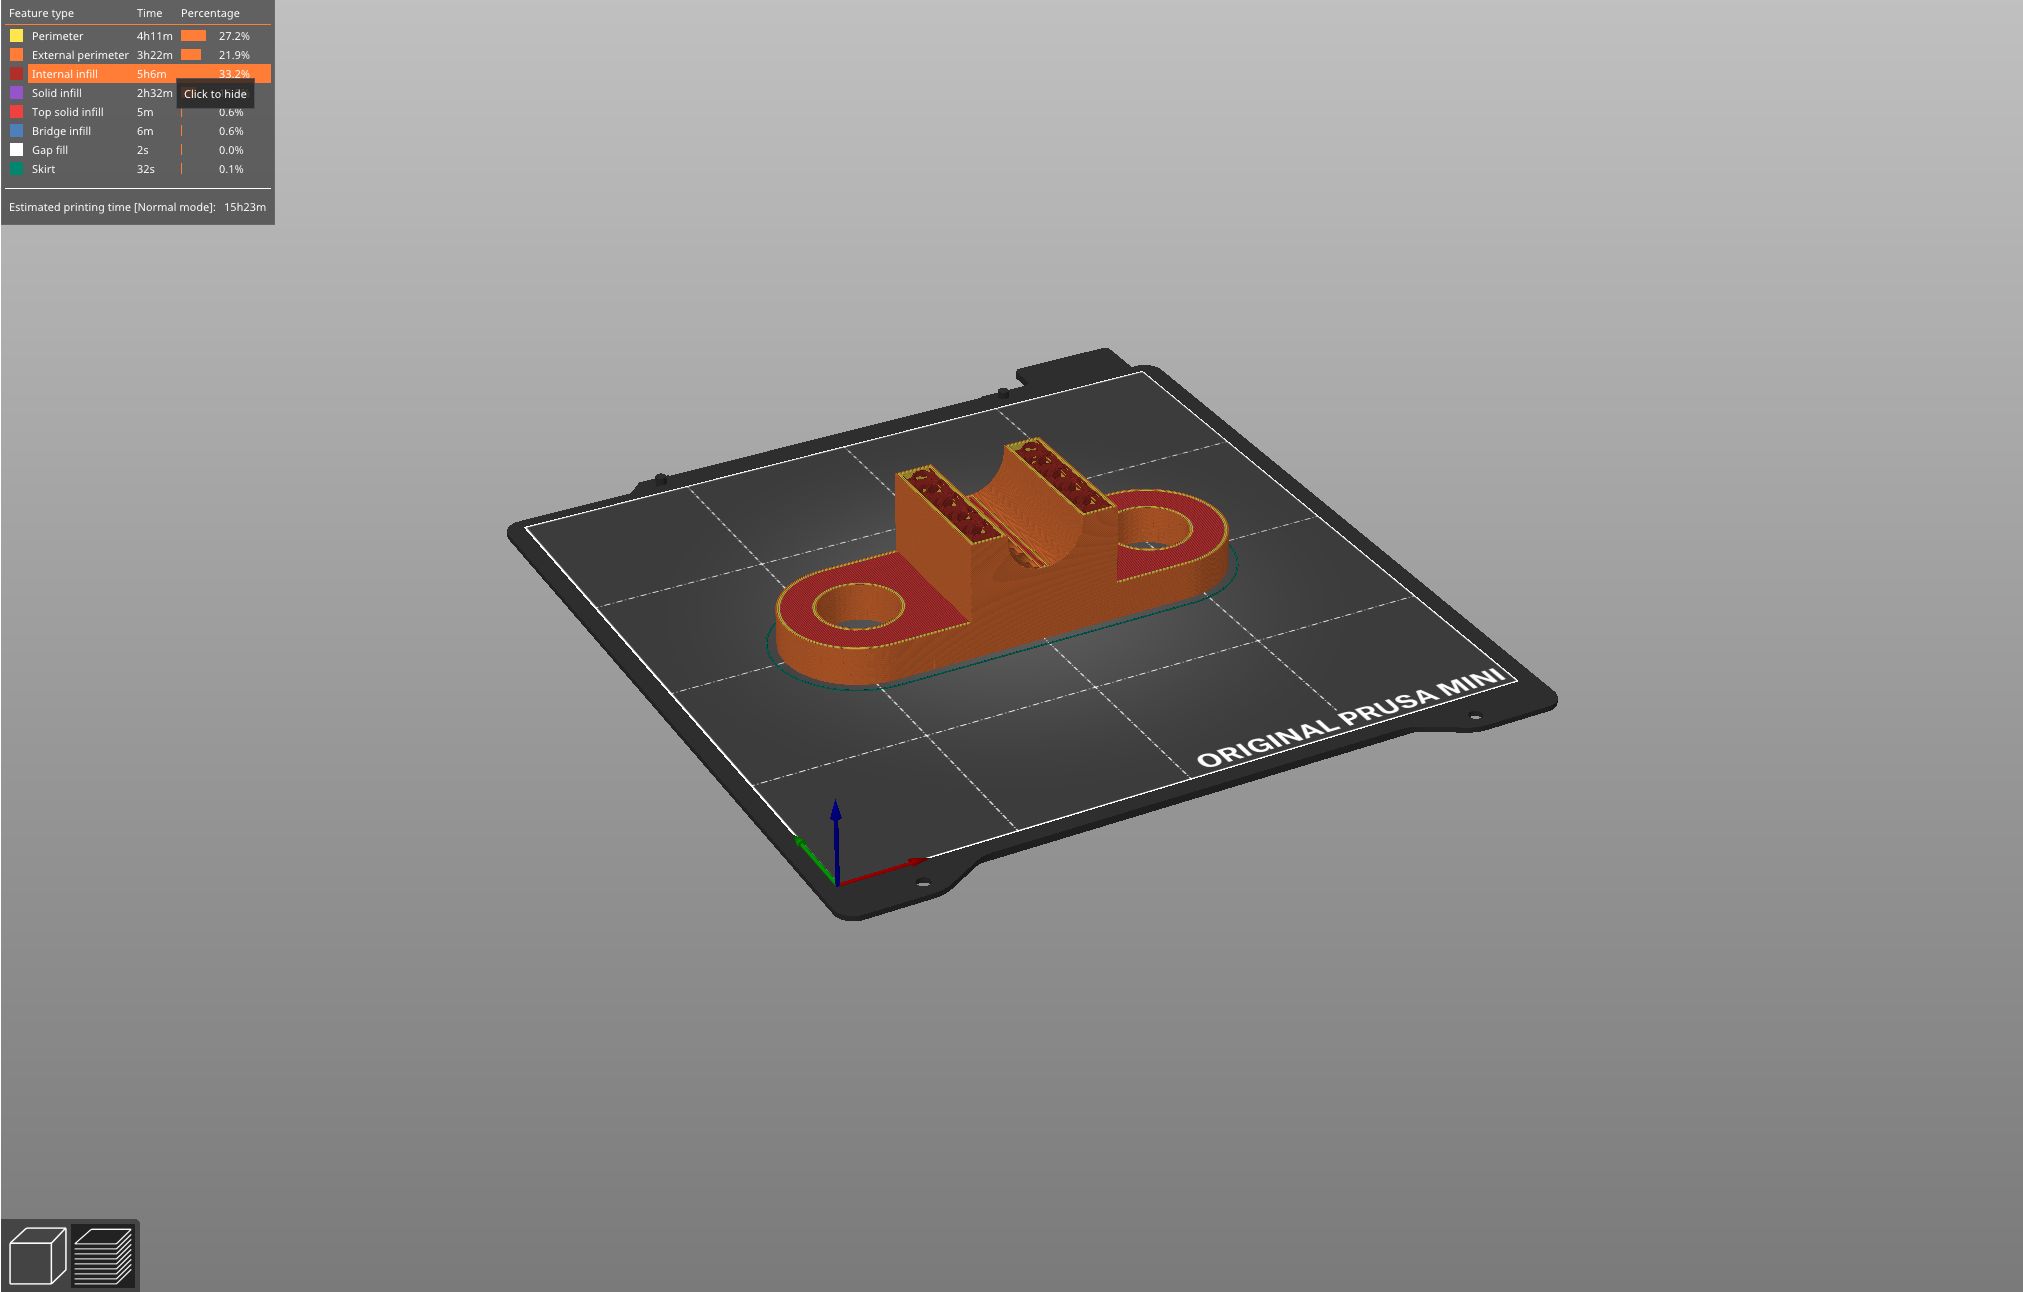 Feature type Time Percentage
Perimeter 4h11m 27.2%
External perimeter 3h22m 21.9%
Internal infill 5h6m 33.2%
Solid infill 2h32m
Click to hide
Top solid infill 5m 0.6%
Bridge infill 6m 0.6%
Gap fill 2s 0.0%
Skirt 32s 0.1%
Estimated printing time [Normal mode]: 15h23m
ORIGINAL PRUSA MINI